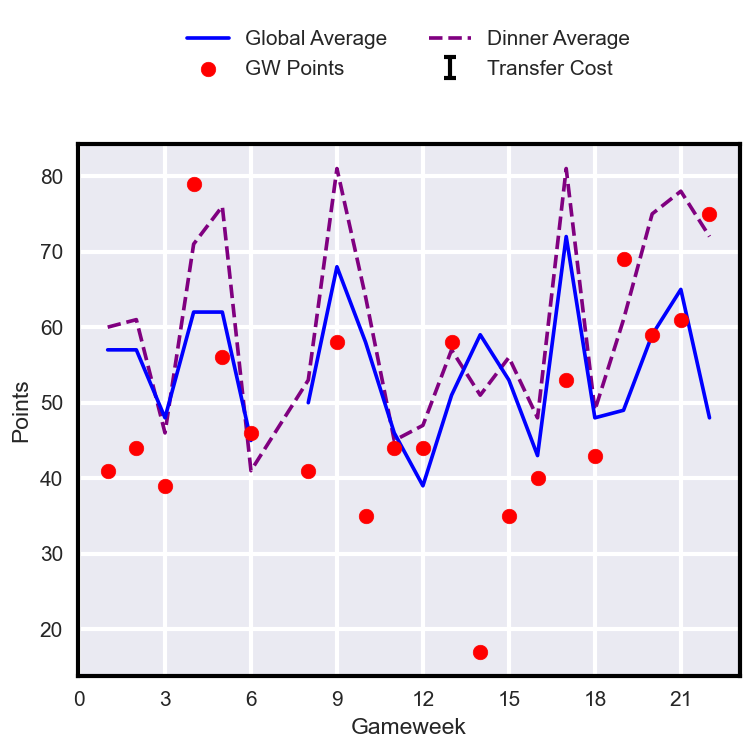 Global Average
Dinner Average
GW Points
Transfer Cost
80
70
60
50
40
30
20
Points
0 3 6 9 12 15 18 21
Gameweek